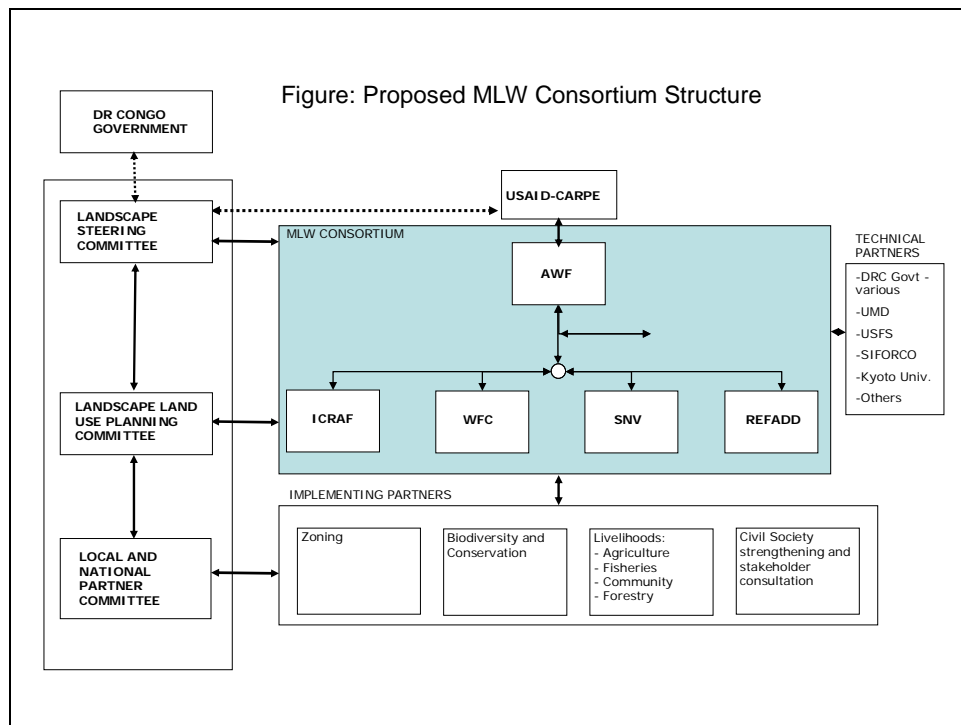 Figure: Proposed MLW Consortium Structure
DR CONGO
GOVERNMENT
LANDSCAPE
STEERING
COMMITTEE
LANDSCAPE LAND
USE PLANNING
COMMITTEE
LOCAL AND
NATIONAL
PARTNER
COMMITTEE
USAID-CARPE
MLW CONSORTIUM
AWF
ICRAF
WFC
SNV
REFADD
TECHNICAL
PARTNERS
-DRC Govt -
various
-UMD
-USFS
-SIFORCO
-Kyoto Univ.
-Others
IMPLEMENTING PARTNERS
Zoning
Biodiversity and
Conservation
Livelihoods:
- Agriculture
- Fisheries
- Community
- Forestry
Civil Society
strengthening and
stakeholder
consultation